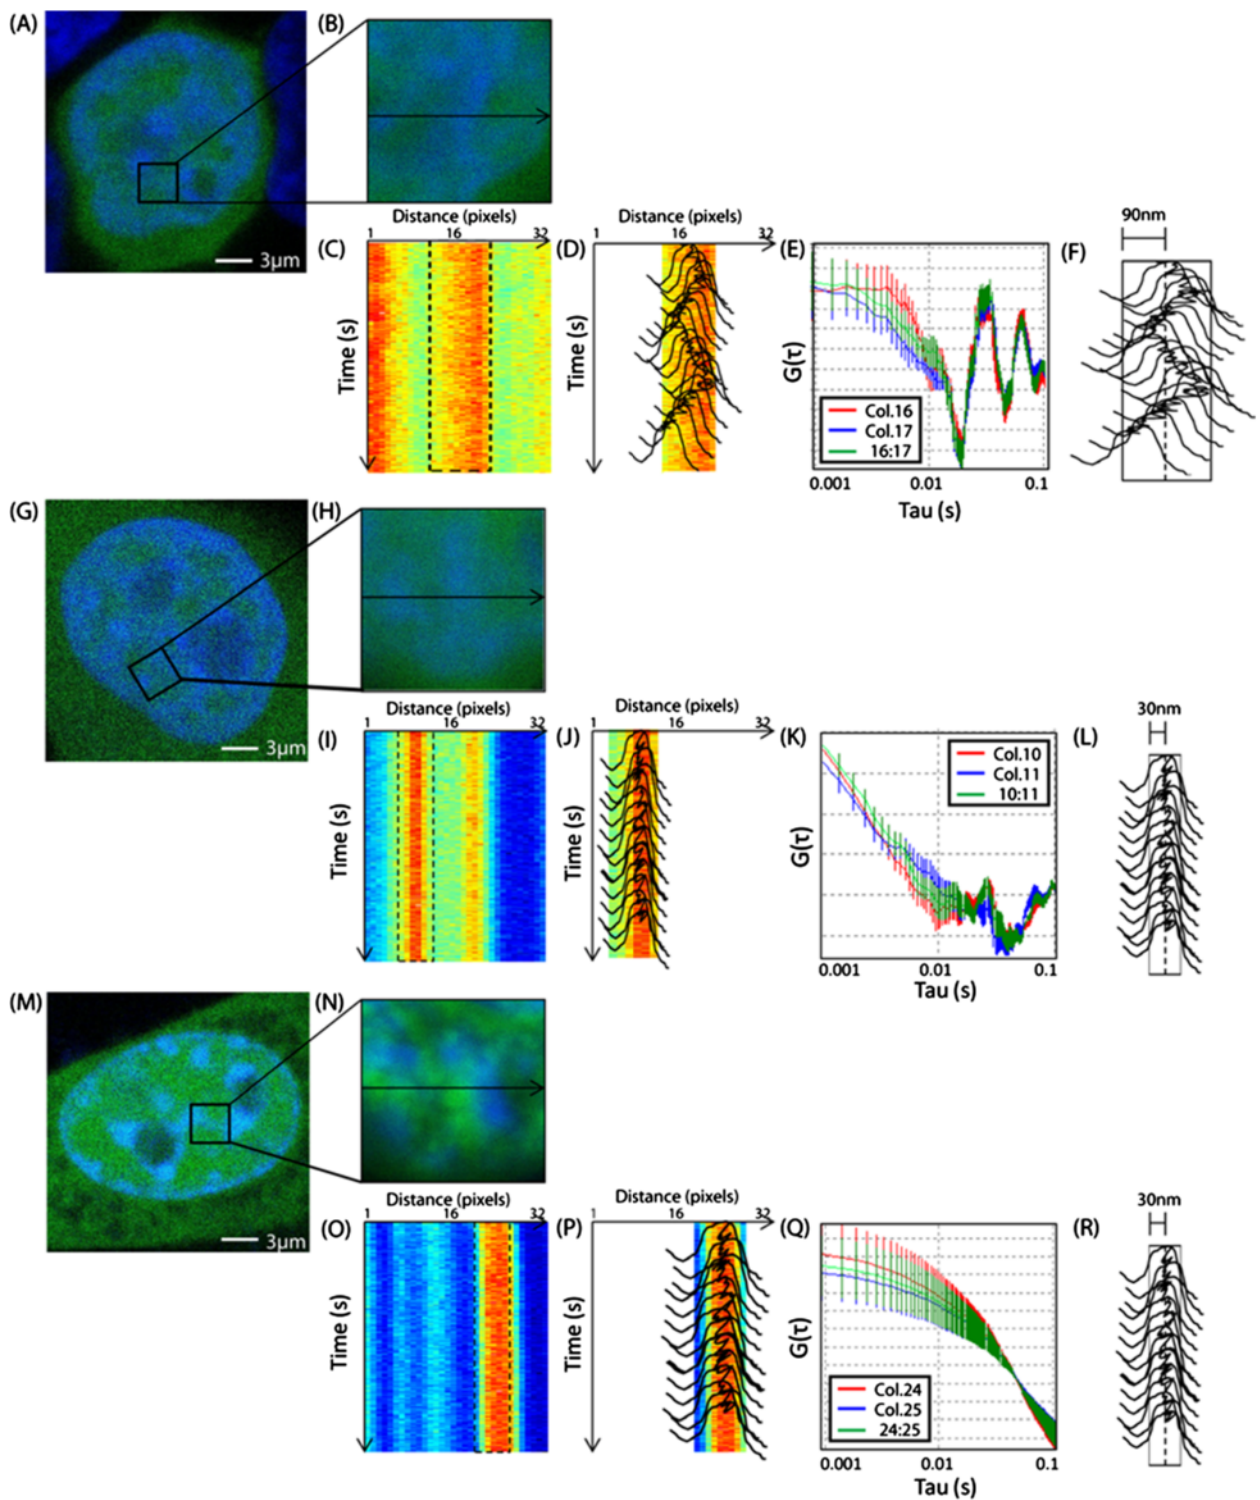 (A)
(B)
3μm
Distance (pixels)
1 16 32
(C)
Time (s)
Distance (pixels)
1 16 32
(D)
Time (s)
(E)
G(τ)
Col.16
Col.17
16:17
0.001 0.01 0.1
Tau (s)
90nm
(F)
(G)
(H)
3μm
Distance (pixels)
1 16 32
(I)
Time (s)
Distance (pixels)
1 16 32
(J)
Time (s)
(K)
G(τ)
Col.10
Col.11
10:11
0.001 0.01 0.1
Tau (s)
30nm
(L)
(M)
(N)
3μm
Distance (pixels)
1 16 32
(O)
Time (s)
Distance (pixels)
1 16 32
(P)
Time (s)
(Q)
G(τ)
Col.24
Col.25
24:25
0.001 0.01 0.1
Tau (s)
30nm
(R)